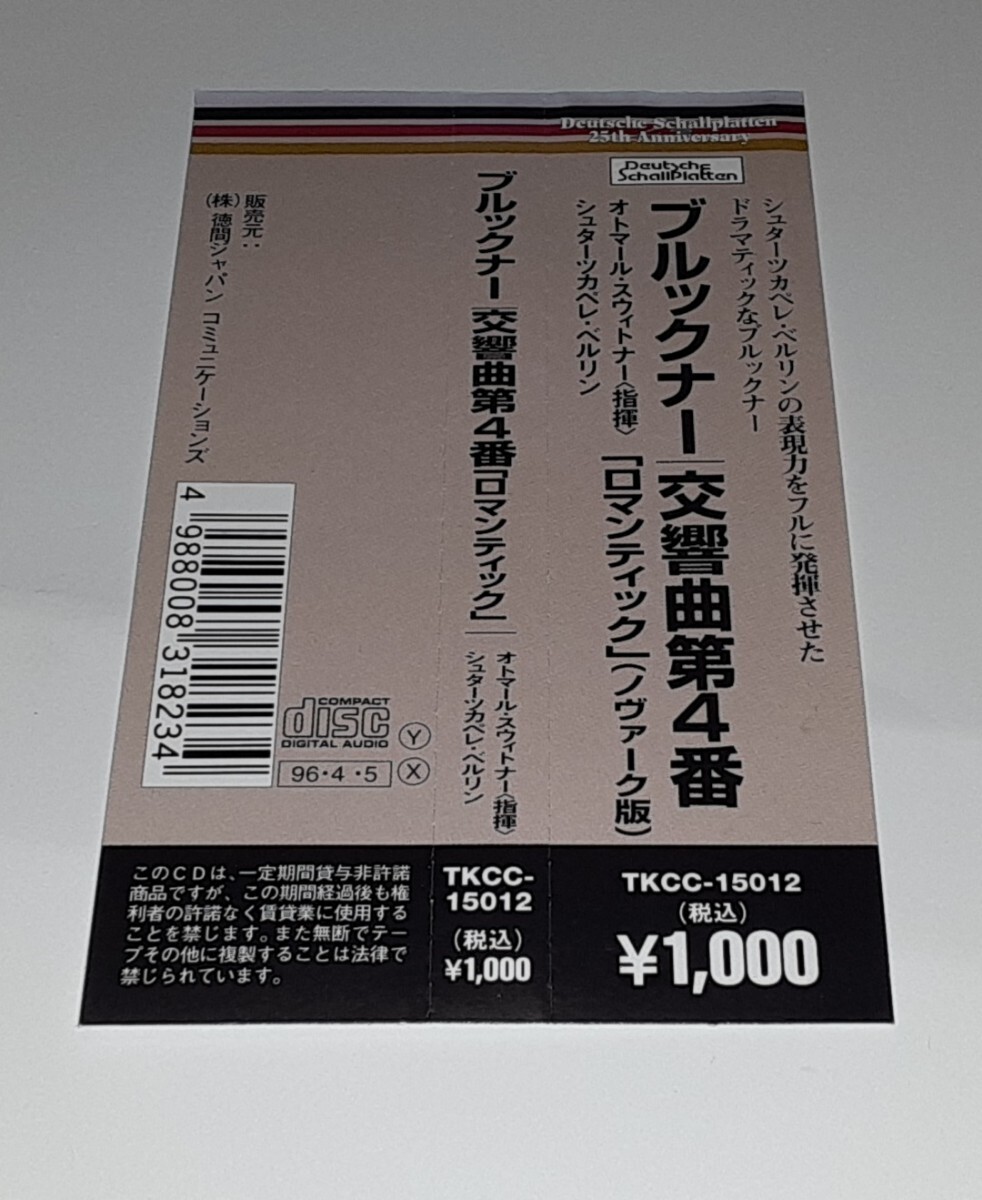 Deutsche Schallplatten
25th Anniversary
Deutsche
Schallplatten
シュターツカペレ・ベルリンの表現力をフルに発揮させた
ドラマティックなブルックナー
ブルックナー|交響曲第4番
「ロマンティック」(ノヴァーク版)
オトマール・スウィトナー〈指揮〉
シュターツカペレ・ベルリン
TKCC-15012
(税込)
¥1,000
ブルックナー|交響曲第4番「ロマンティック」
オトマール・スウィトナー〈指揮〉
シュターツカペレ・ベルリン
TKCC-
15012
(税込)
¥1,000
販売元:
(株)徳間ジャパン コミュニケーションズ
4 988008 318234
COMPACT
disc
DIGITAL AUDIO
Y
96・4・5
X
このCDは、一定期間貸与非許諾
商品ですが、この期間経過後も権
利者の許諾なく賃貸業に使用する
ことを禁じます。また無断でテー
プその他に複製することは法律で
禁じられています。